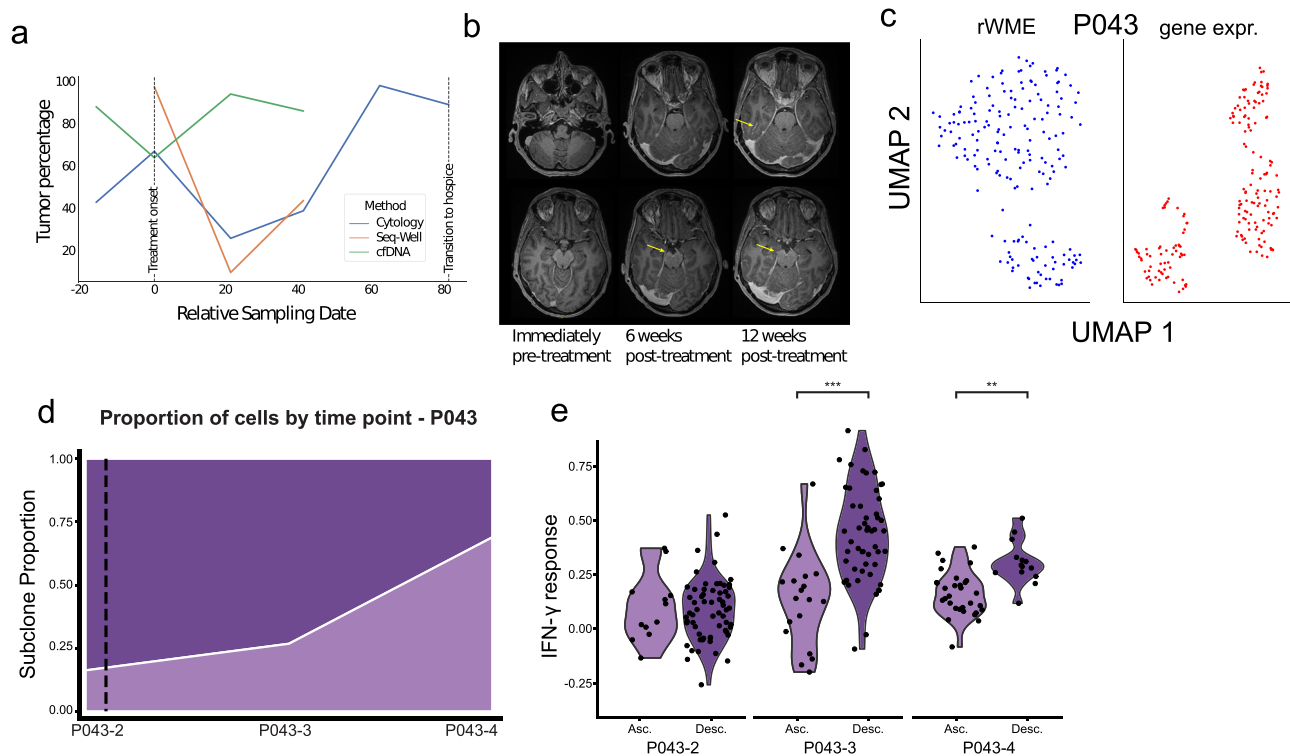 a
Tumor percentage
100
80
60
40
20
-20
0
20
40
60
80
Treatment onset
Transition to hospice
Method
Cytology
Seq-Well
cfDNA
Relative Sampling Date
b
Immediately
pre-treatment
6 weeks
post-treatment
12 weeks
post-treatment
c
rWME
P043
gene expr.
UMAP 2
UMAP 1
d
Proportion of cells by time point - P043
Subclone Proportion
1.00
0.75
0.50
0.25
0.00
P043-2
P043-3
P043-4
e
IFN-γ response
0.75
0.50
0.25
0.00
-0.25
***
**
Asc.
Desc.
Asc.
Desc.
Asc.
Desc.
P043-2
P043-3
P043-4